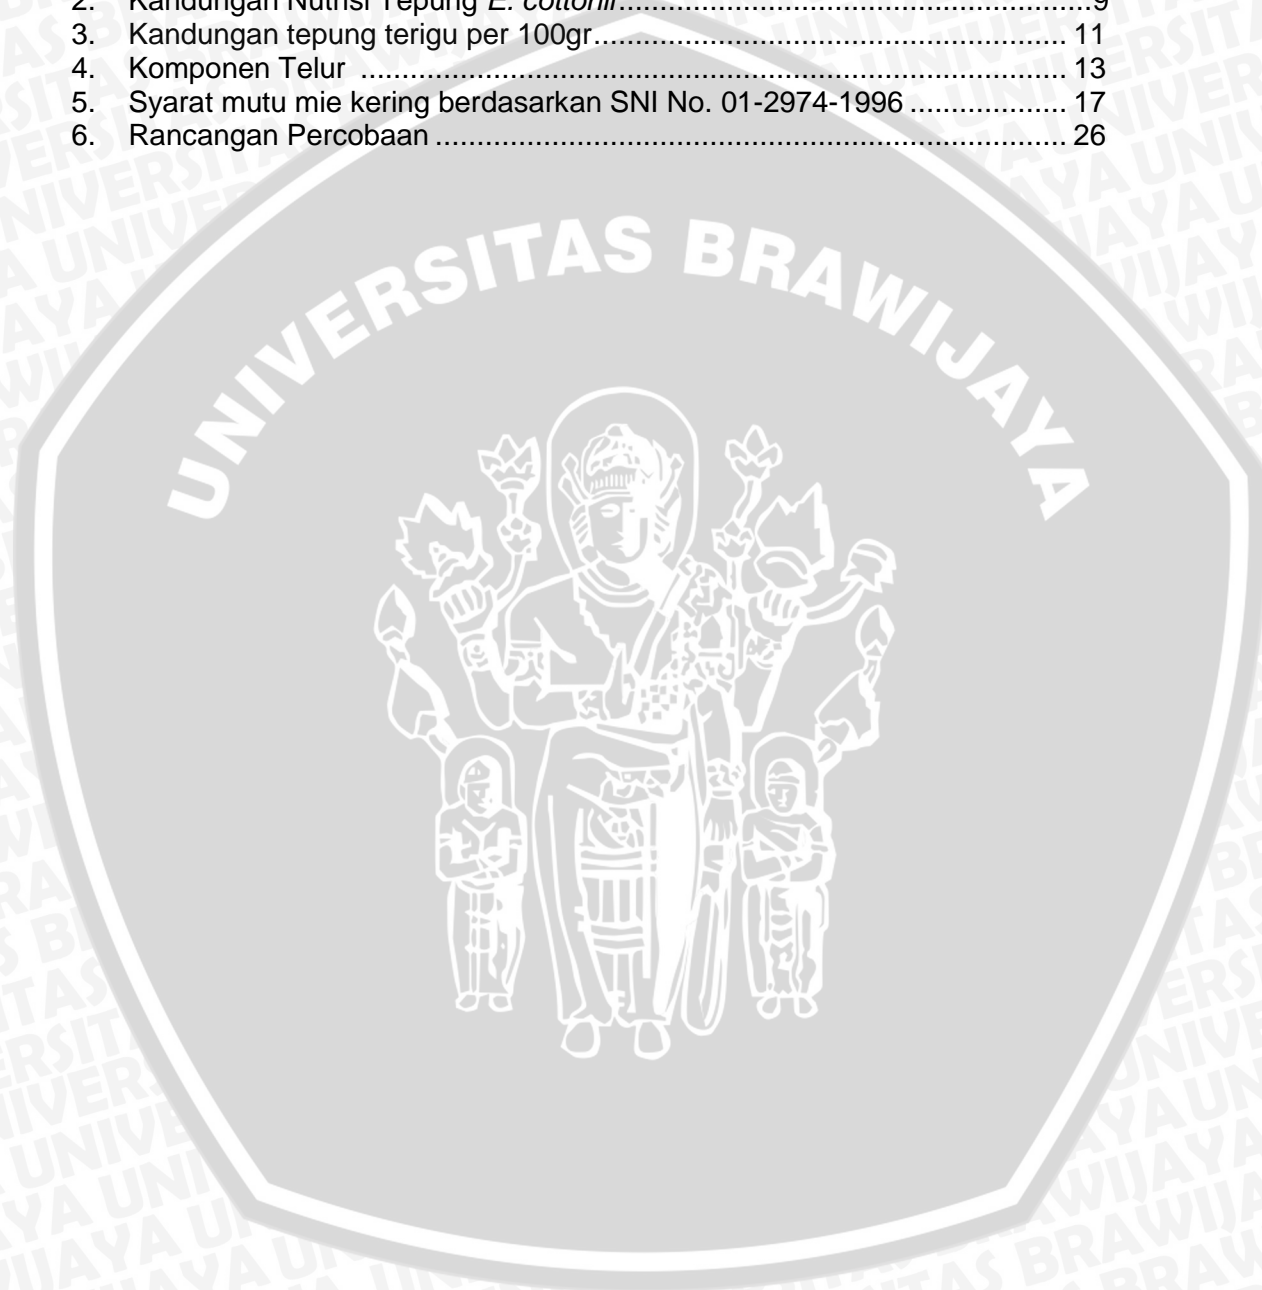 2. Kandungan Nutrisi Tepung E. cottonii..........................................................9
3. Kandungan tepung terigu per 100gr......................................................... 11
4. Komponen Telur ...................................................................................... 13
5. Syarat mutu mie kering berdasarkan SNI No. 01-2974-1996 ................... 17
6. Rancangan Percobaan ............................................................................. 26
UNIVERSITAS BRAWIJAYA